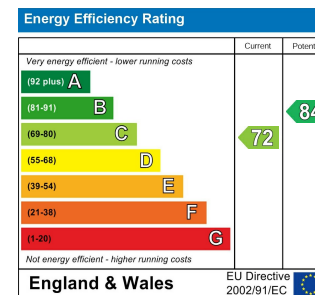 Energy Efficiency Rating
Current
Potent
Very energy efficient - lower running costs
(92 plus) A
(81-91) B
84
(69-80) C
72
(55-68) D
(39-54) E
(21-38) F
(1-20) G
Not energy efficient - higher running costs
England & Wales
EU Directive
2002/91/EC